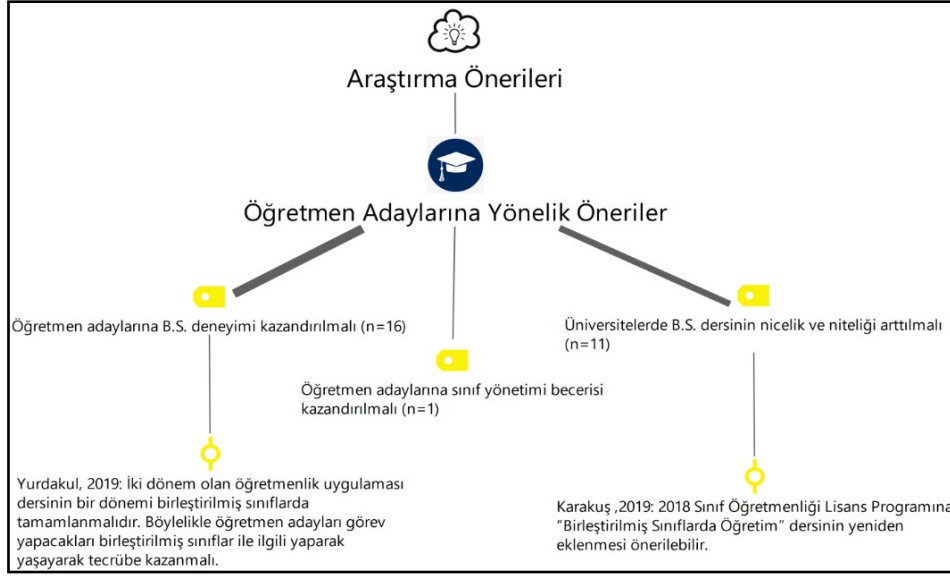 Araştırma Önerileri
Öğretmen Adaylarına Yönelik Öneriler
Öğretmen adaylarına B.S. deneyimi kazandırılmalı (n=16)
Üniversitelerde B.S. dersinin nicelik ve niteliği arttılmalı
(n=11)
Öğretmen adaylarına sınıf yönetimi becerisi
kazandırılmalı (n=1)
Yurdakul, 2019: İki dönem olan öğretmenlik uygulaması
dersinin bir dönemi birleştirilmiş sınıflarda
tamamlanmalıdır. Böylelikle öğretmen adayları görev
yapacakları birleştirilmiş sınıflar ile ilgili yaparak
yaşayarak tecrübe kazanmalı.
Karakuş ,2019: 2018 Sınıf Öğretmenliği Lisans Programına
"Birleştirilmiş Sınıflarda Öğretim" dersinin yeniden
eklenmesi önerilebilir.